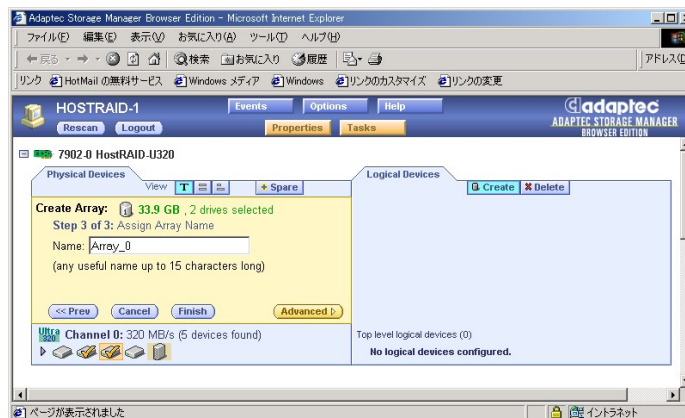 Adaptec Storage Manager Browser Edition - Microsoft Internet Explorer
ファイル(F) 編集(E) 表示(V) お気に入り(A) ツール(T) ヘルプ(H)
戻る 検索 お気に入り 履歴 アドレス(D
リンク HotMail の無料サービス Windows メディア Windows リンクのカスタマイズ リンクの変更
HOSTRAID-1 Events Options Help adaptec
Rescan Logout Properties Tasks ADAPTEC STORAGE MANAGER
BROWSER EDITION
7902-0 HostRAID-U320
Physical Devices Logical Devices
View T + Spare Create Delete
Create Array: 33.9 GB , 2 drives selected
Step 3 of 3: Assign Array Name
Name: Array_0
(any useful name up to 15 characters long)
<< Prev Cancel Finish Advanced
Ultra 320 Channel 0: 320 MB/s (5 devices found) Top level logical devices (0)
No logical devices configured.
ページが表示されました イントラネット